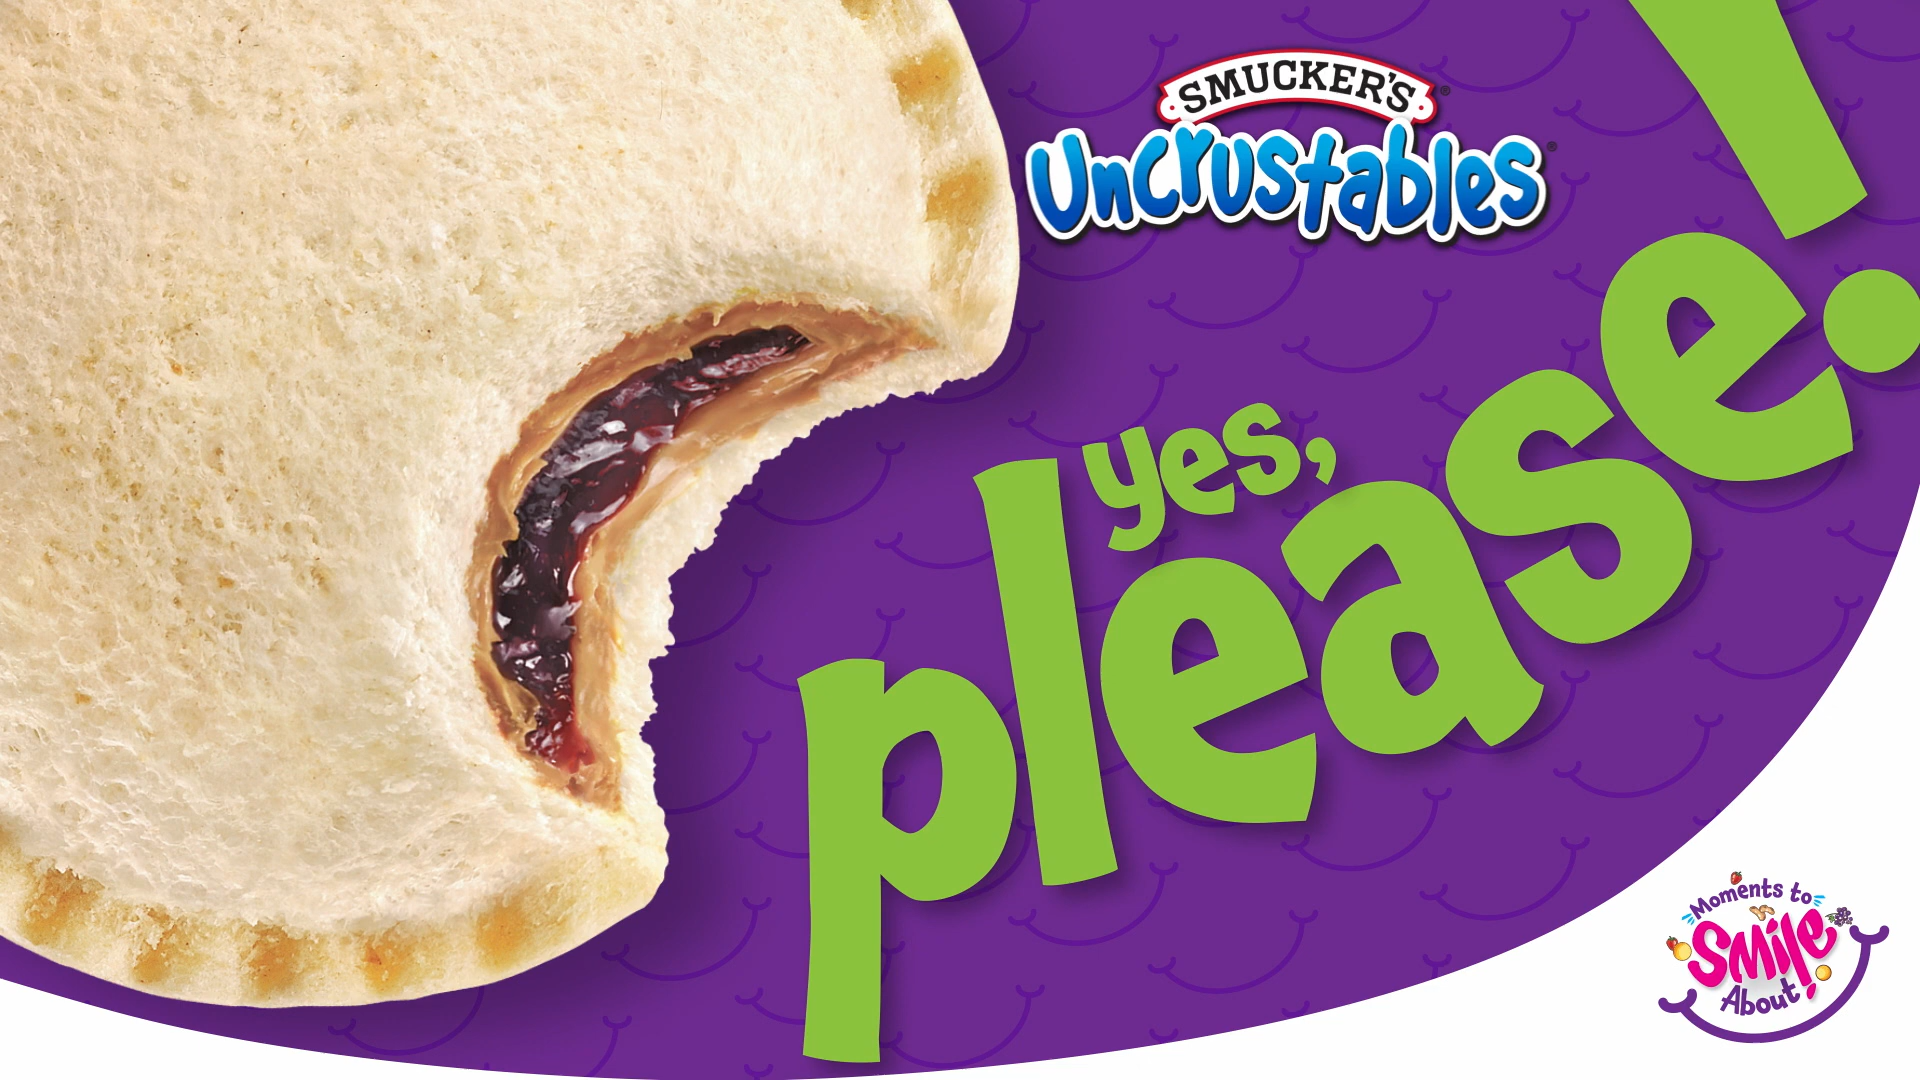 SMUCKER'S®
Uncrustables®
yes,
please!
Moments to
Smile
About!